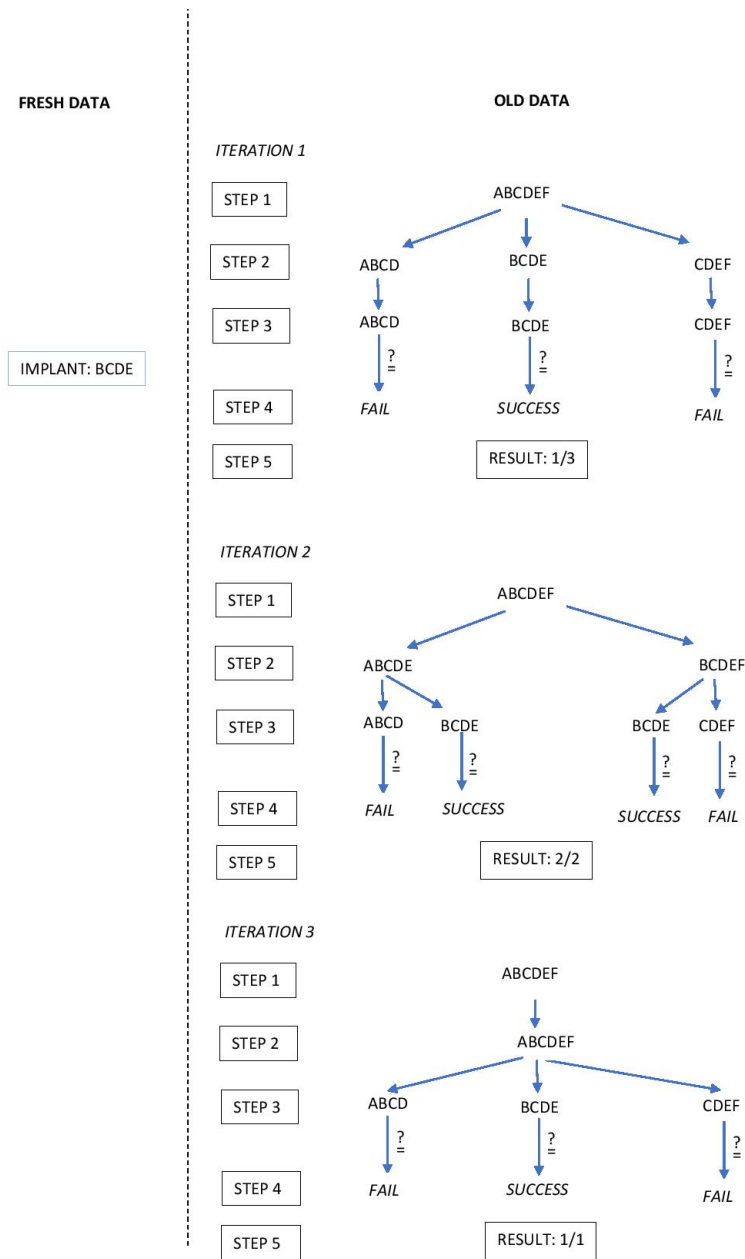 FRESH DATA
OLD DATA
ITERATION 1
STEP 1
ABCDEF
STEP 2
ABCD
BCDE
CDEF
STEP 3
ABCD
BCDE
CDEF
?
=
?
=
?
=
IMPLANT: BCDE
STEP 4
FAIL
SUCCESS
FAIL
STEP 5
RESULT: 1/3
ITERATION 2
STEP 1
ABCDEF
STEP 2
ABCDE
BCDEF
STEP 3
ABCD
BCDE
BCDE
CDEF
?
=
?
=
?
=
?
=
STEP 4
FAIL
SUCCESS
SUCCESS
FAIL
STEP 5
RESULT: 2/2
ITERATION 3
STEP 1
ABCDEF
STEP 2
ABCDEF
STEP 3
ABCD
BCDE
CDEF
?
=
?
=
?
=
STEP 4
FAIL
SUCCESS
FAIL
STEP 5
RESULT: 1/1